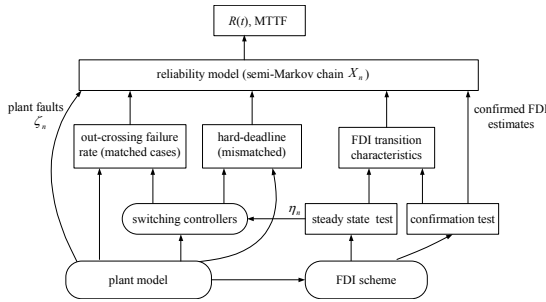 R(t), MTTF
reliability model (semi-Markov chain Xn)
plant faults
ζn
confirmed FDI
estimates
out-crossing failure
rate (matched cases)
hard-deadline
(mismatched)
FDI transition
characteristics
switching controllers
ηn
steady state test
confirmation test
plant model
FDI scheme